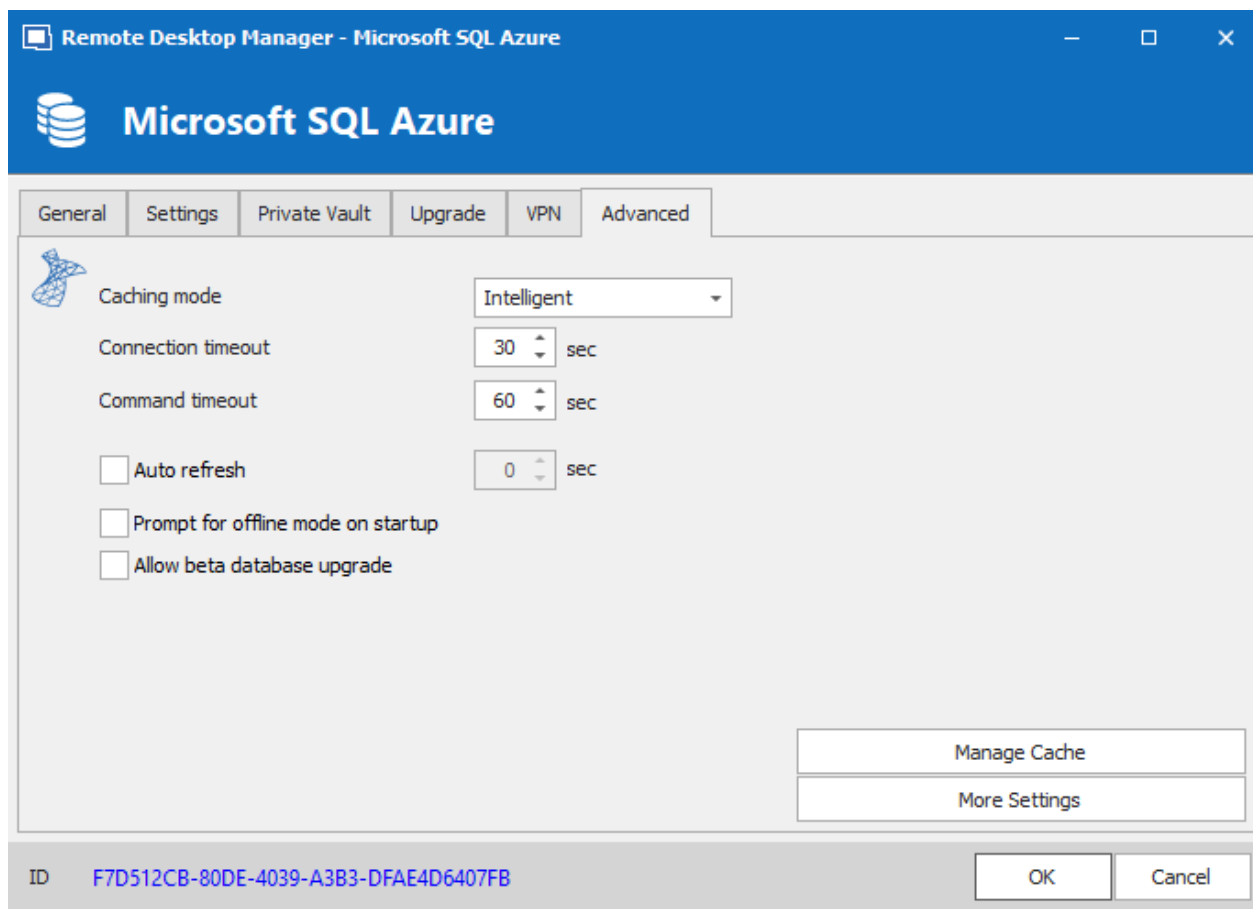 Remote Desktop Manager - Microsoft SQL Azure
Microsoft SQL Azure
General Settings Private Vault Upgrade VPN Advanced
Caching mode Intelligent
Connection timeout 30 sec
Command timeout 60 sec
Auto refresh 0 sec
Prompt for offline mode on startup
Allow beta database upgrade
Manage Cache
More Settings
ID F7D512CB-80DE-4039-A3B3-DFAE4D6407FB OK Cancel